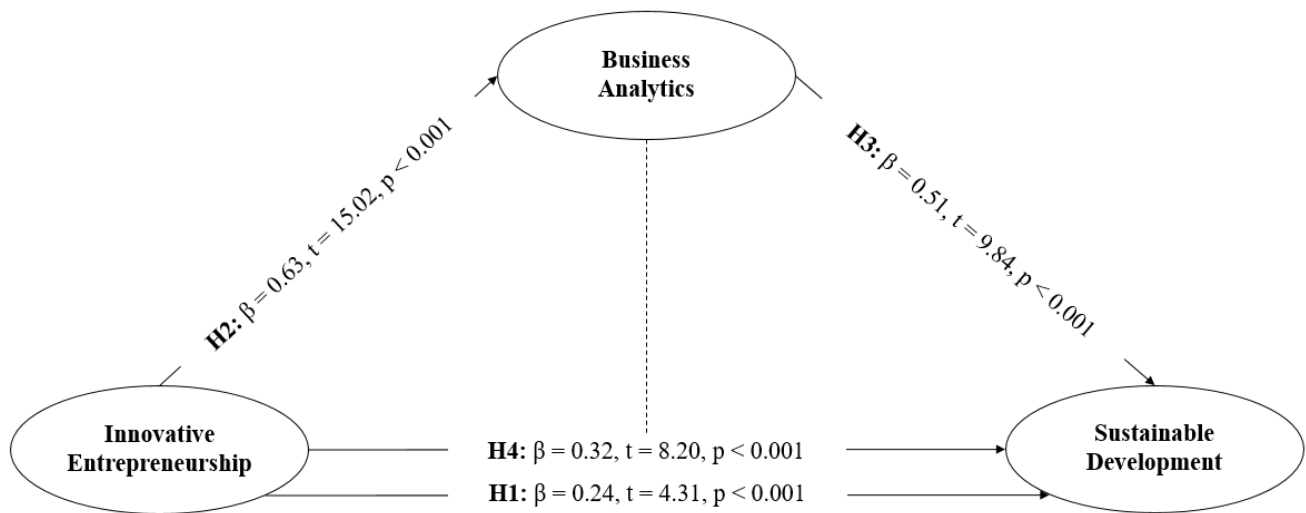 Business
Analytics
H2: β = 0.63, t = 15.02, p < 0.001
H3: β = 0.51, t = 9.84, p < 0.001
Innovative
Entrepreneurship
H4: β = 0.32, t = 8.20, p < 0.001
H1: β = 0.24, t = 4.31, p < 0.001
Sustainable
Development